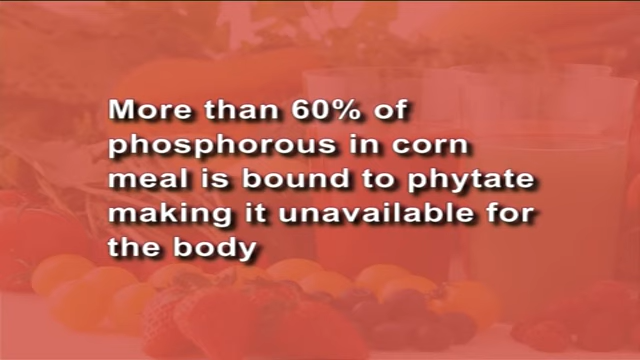 More than 60% of
phosphorous in corn
meal is bound to phytate
making it unavailable for
the body